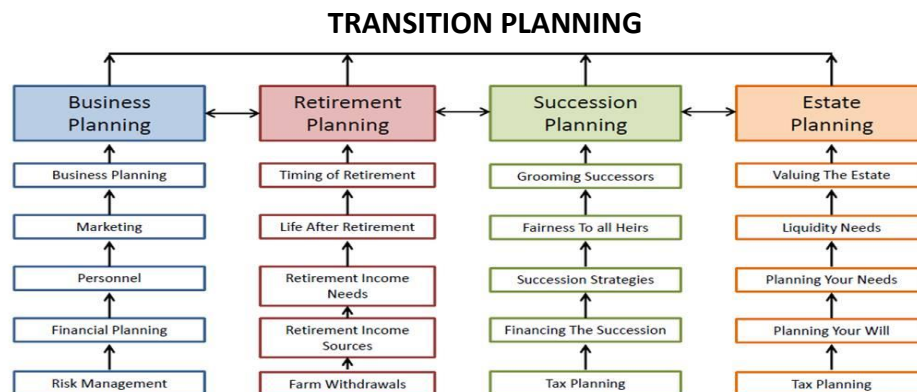 TRANSITION PLANNING
Business
Planning
Retirement
Planning
Succession
Planning
Estate
Planning
Business Planning
Timing of Retirement
Grooming Successors
Valuing The Estate
Marketing
Life After Retirement
Fairness To all Heirs
Liquidity Needs
Personnel
Retirement Income
Needs
Succession Strategies
Planning Your Needs
Financial Planning
Retirement Income
Sources
Financing The Succession
Planning Your Will
Risk Management
Farm Withdrawals
Tax Planning
Tax Planning